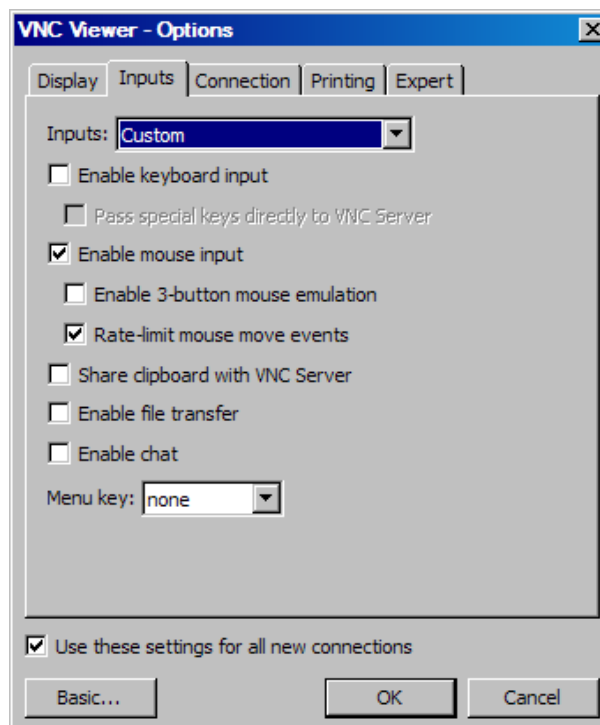 VNC Viewer - Options
Display Inputs Connection Printing Expert
Inputs: Custom
Enable keyboard input
Pass special keys directly to VNC Server
Enable mouse input
Enable 3-button mouse emulation
Rate-limit mouse move events
Share clipboard with VNC Server
Enable file transfer
Enable chat
Menu key: none
Use these settings for all new connections
Basic... OK Cancel